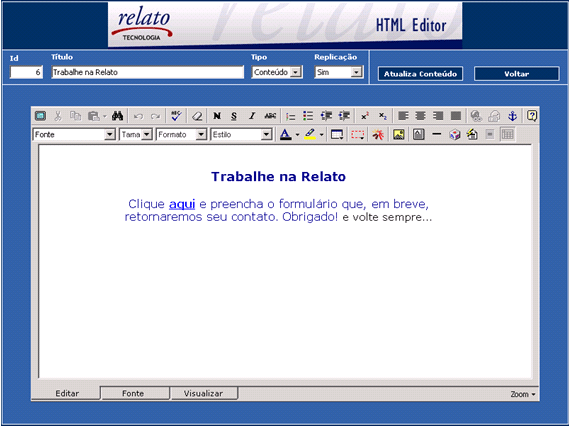 relato
TECNOLOGIA
HTML Editor
Id Título Tipo Replicação
6 Trabalhe na Relato Conteúdo Sim Atualiza Conteúdo Voltar
N S I ABC
Fonte Tama Formato Estilo A
Trabalhe na Relato
Clique aqui e preencha o formulário que, em breve,
retornaremos seu contato. Obrigado! e volte sempre...
Editar Fonte Visualizar Zoom